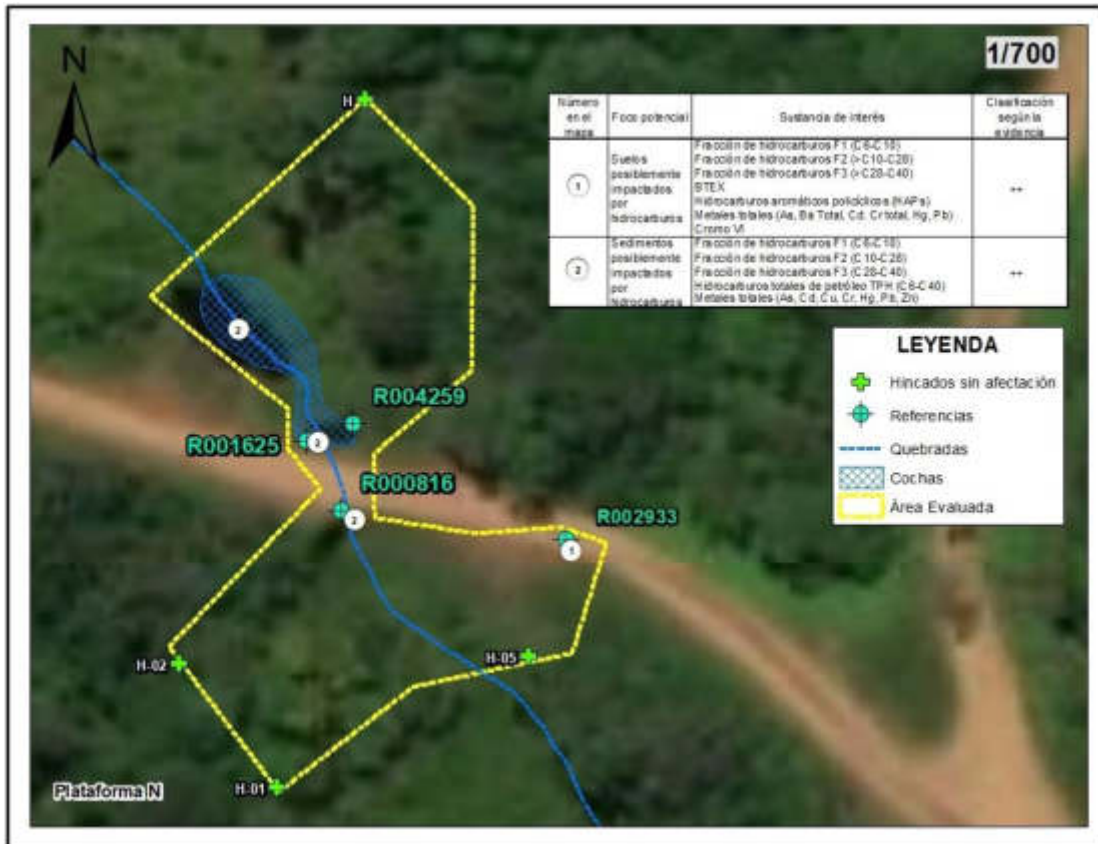 N
1/700
H
Número en el mapa
Foco potencial
Sustancia de interés
Clasificación según la evidencia
1
Suelos posiblemente impactados por hidrocarburos
Fracción de hidrocarburos F1 (C6-C10)
Fracción de hidrocarburos F2 (>C10-C28)
Fracción de hidrocarburos F3 (>C28-C40)
BTEX
Hidrocarburos aromáticos policíclicos (HAPs)
Metales totales (As, Ba Total, Cd, Cr total, Hg, Pb)
Cromo VI
++
2
Sedimentos posiblemente impactados por hidrocarburos
Fracción de hidrocarburos F1 (C6-C10)
Fracción de hidrocarburos F2 (C10-C28)
Fracción de hidrocarburos F3 (C28-C40)
Hidrocarburos totales de petróleo TPH (C6-C40)
Metales totales (As, Cd, Cu, Cr, Hg, Pb, Zn)
++
LEYENDA
Hincados sin afectación
Referencias
Quebradas
Cochas
Área Evaluada
2
R004259
R001625
2
R000816
2
R002933
1
H-02
H-05
H-01
Plataforma N